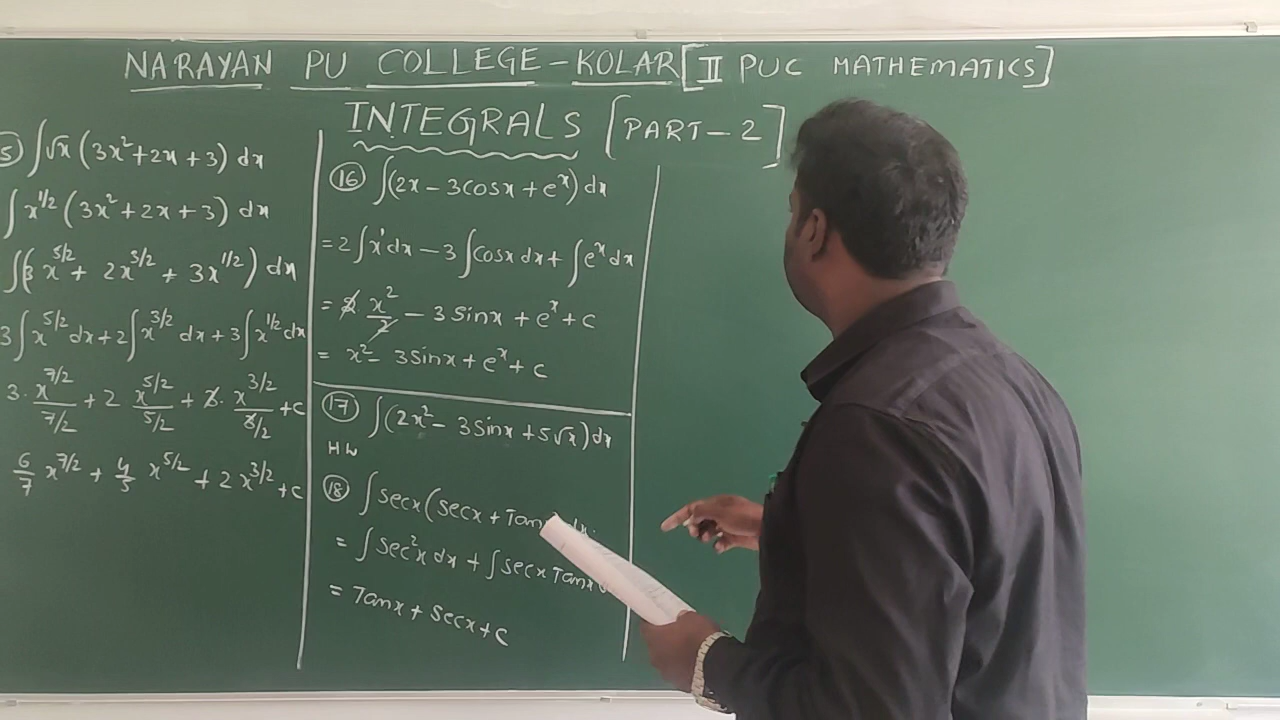 NARAYAN PU COLLEGE - KOLAR [II PUC MATHEMATICS]
INTEGRALS [PART-2]
5) ∫√x (3x²+2x+3) dx
∫x^1/2 (3x²+2x+3) dx
∫(3x^5/2 + 2x^3/2 + 3x^1/2) dx
3∫x^5/2 dx + 2∫x^3/2 dx + 3∫x^1/2 dx
3. x^7/2 / 7/2 + 2 x^5/2 / 5/2 + 3. x^3/2 / 3/2 + c
6/7 x^7/2 + 4/5 x^5/2 + 2x^3/2 + c
16 ∫(2x - 3cosx + e^x) dx
= 2∫x¹dx - 3∫cosx dx + ∫e^x dx
= 2. x²/2 - 3 sinx + e^x + c
= x² - 3sinx + e^x + c
17 ∫(2x² - 3sinx + 5√x) dx
HW
18 ∫secx (secx + Tan
= ∫sec²x dx + ∫secx Tanx
= Tanx + secx + c